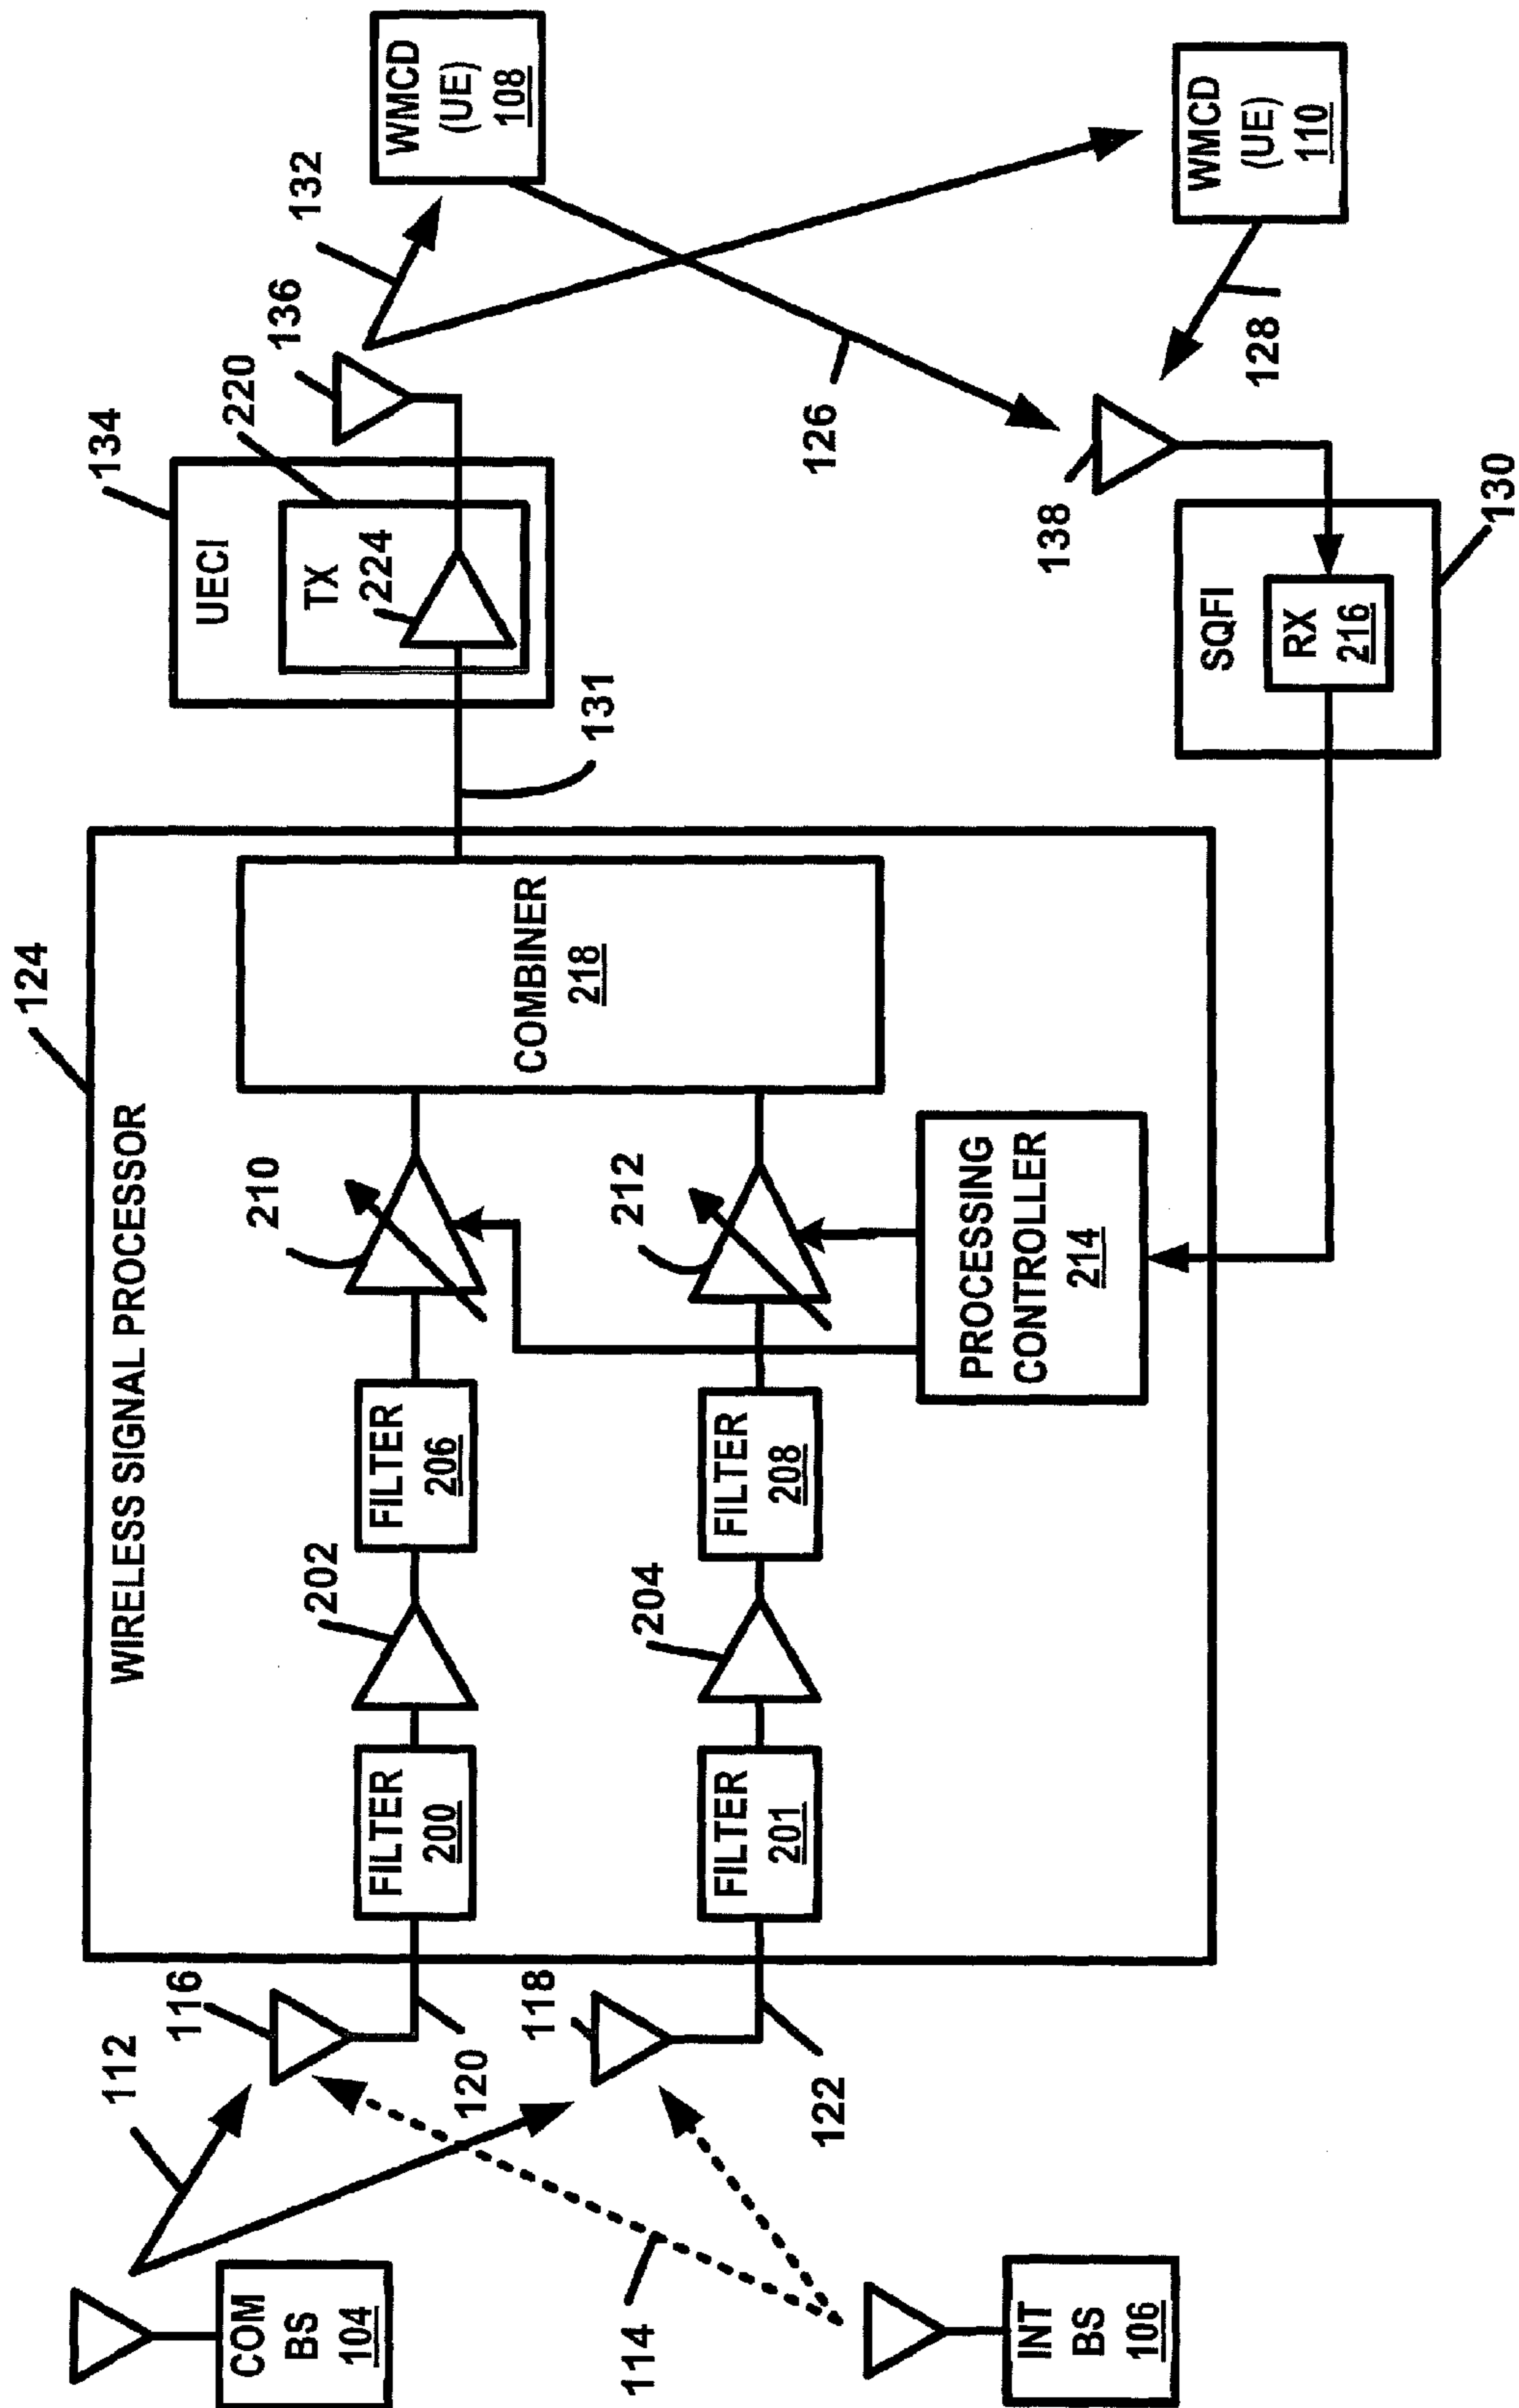 124
WIRELESS SIGNAL PROCESSOR
COM
BS
104
112
116
120
FILTER
200
202
FILTER
206
210
COMBINER
218
131
134
UECI
TX
224
220
136
132
WMCD
(UE)
108
114
INT
BS
106
118
122
FILTER
201
204
FILTER
208
212
PROCESSING
CONTROLLER
214
SQFI
RX
216
130
138
126
128
WMCD
(UE)
110